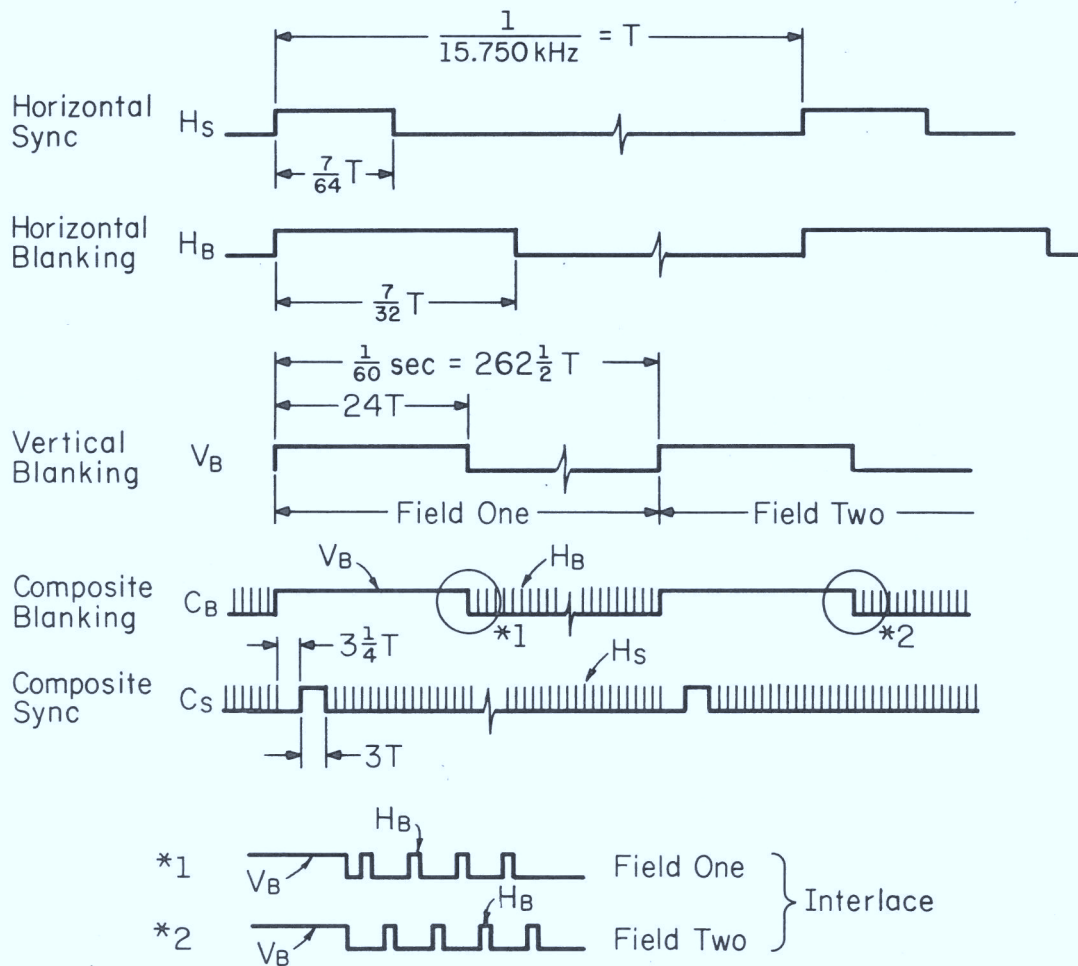 1/15.750 kHz = T
Horizontal Sync HS
7/64 T
Horizontal Blanking HB
7/32 T
1/60 sec = 262 1/2 T
24T
Vertical Blanking VB
Field One Field Two
VB HB
Composite Blanking CB
*1 *2
3 1/4 T
HS
Composite Sync CS
3T
HB
*1 VB Field One
HB
Interlace
*2 VB Field Two